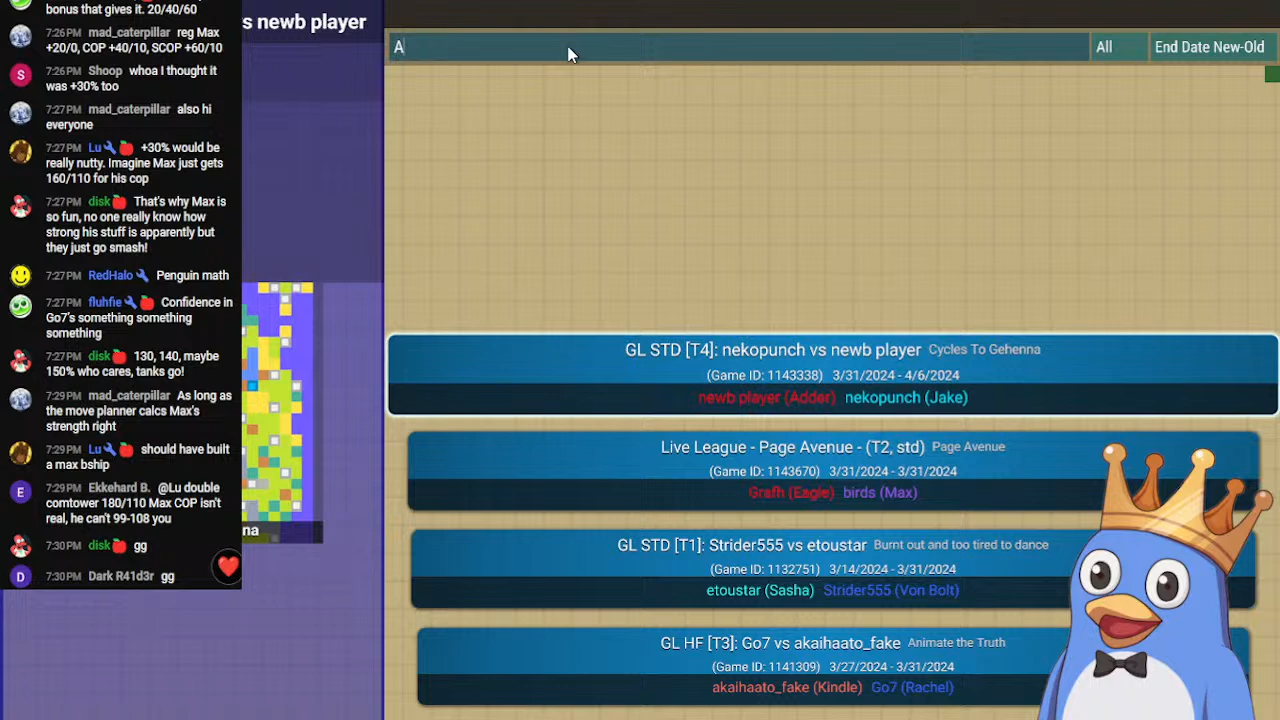 bonus that gives it. 20/40/60
7:26PM mad_caterpillar reg Max
+20/0, COP +40/10, SCOP +60/10
S 7:26PM Shoop whoa I thought it
was +30% too
7:27PM mad_caterpillar also hi
everyone
7:27PM Lu +30% would be
really nutty. Imagine Max just gets
160/110 for his cop
7:27PM disk That's why Max is
so fun, no one really know how
strong his stuff is apparently but
they just go smash!
7:27PM RedHalo Penguin math
7:27PM fluhfie Confidence in
Go7's something something
something
7:27PM disk 130, 140, maybe
150% who cares, tanks go!
7:29PM mad_caterpillar As long as
the move planner calcs Max's
strength right
7:29PM Lu should have built
a max bship
E 7:29PM Ekkehard B. @Lu double
comtower 180/110 Max COP isn't
real, he can't 99-108 you
7:30PM disk gg
D 7:30PM Dark R41d3r gg
s newb player
na
A
All
End Date New-Old
GL STD [T4]: nekopunch vs newb player Cycles To Gehenna
(Game ID: 1143338) 3/31/2024 - 4/6/2024
newb player (Adder) nekopunch (Jake)
Live League - Page Avenue - (T2, std) Page Avenue
(Game ID: 1143670) 3/31/2024 - 3/31/2024
Grafh (Eagle) birds (Max)
GL STD [T1]: Strider555 vs etoustar Burnt out and too tired to dance
(Game ID: 1132751) 3/14/2024 - 3/31/2024
etoustar (Sasha) Strider555 (Von Bolt)
GL HF [T3]: Go7 vs akaihaato_fake Animate the Truth
(Game ID: 1141309) 3/27/2024 - 3/31/2024
akaihaato_fake (Kindle) Go7 (Rachel)